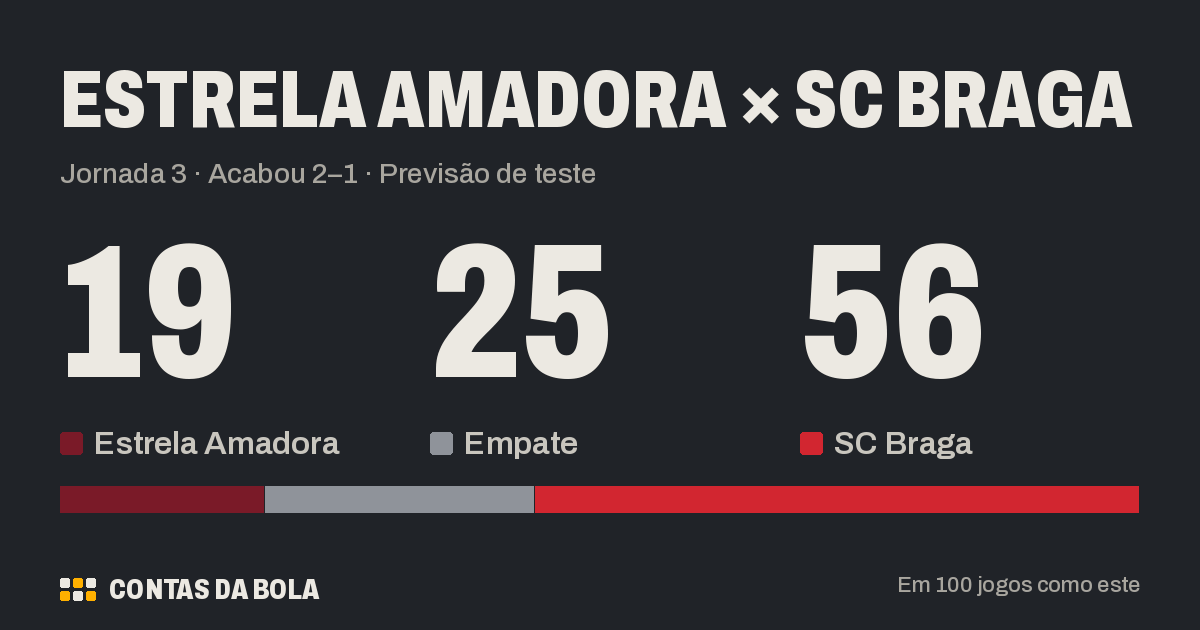 ESTRELA AMADORA × SC BRAGA
Jornada 3 · Acabou 2–1 · Previsão de teste
19 25 56
Estrela Amadora Empate SC Braga
CONTAS DA BOLA
Em 100 jogos como este